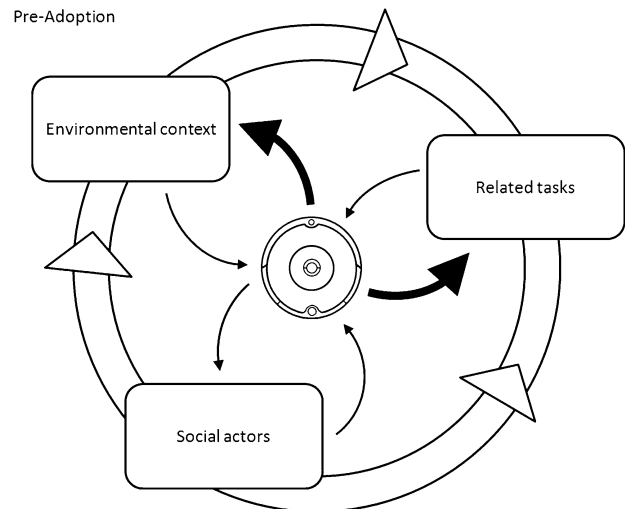 Pre-Adoption
Environmental context
Related tasks
Social actors